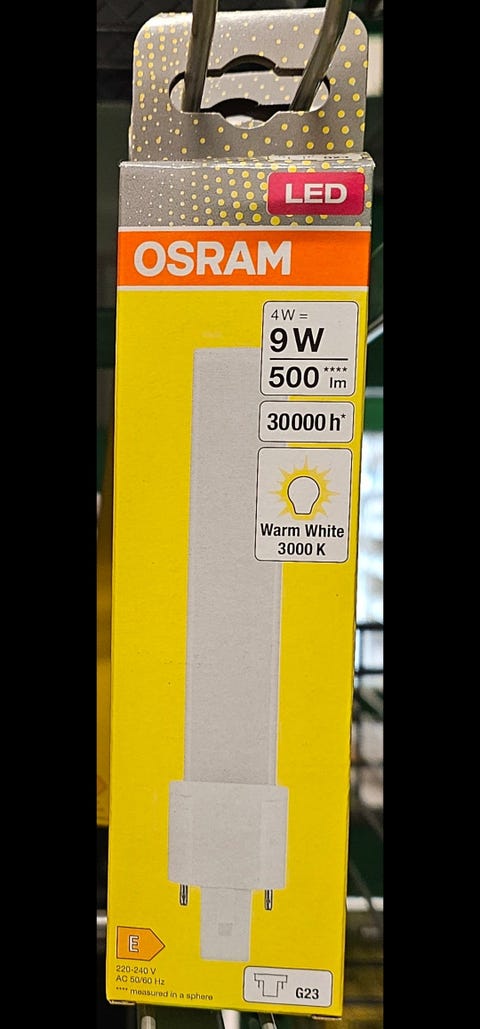 LED
OSRAM
4W =
9W
500 **** lm
30000 h*
Warm White
3000 K
E
220-240 V
AC 50/60 Hz
**** measured in a sphere
G23